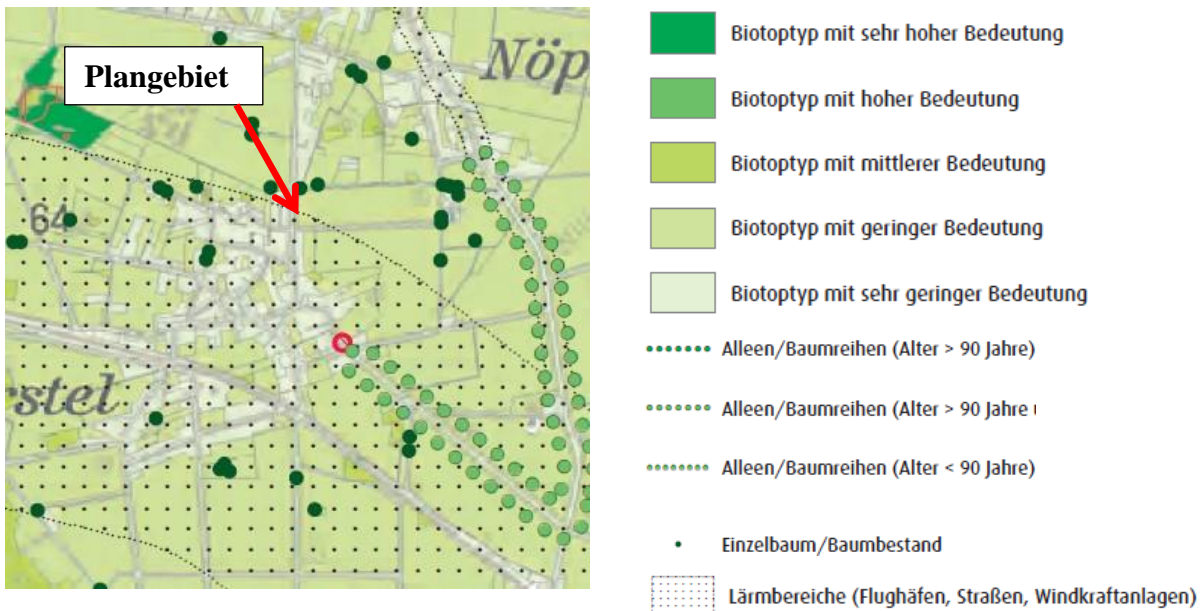 Plangebiet
Nöp
64
stel
Biotoptyp mit sehr hoher Bedeutung
Biotoptyp mit hoher Bedeutung
Biotoptyp mit mittlerer Bedeutung
Biotoptyp mit geringer Bedeutung
Biotoptyp mit sehr geringer Bedeutung
Alleen/Baumreihen (Alter > 90 Jahre)
Alleen/Baumreihen (Alter > 90 Jahre
Alleen/Baumreihen (Alter < 90 Jahre)
Einzelbaum/Baumbestand
Lärmbereiche (Flughäfen, Straßen, Windkraftanlagen)